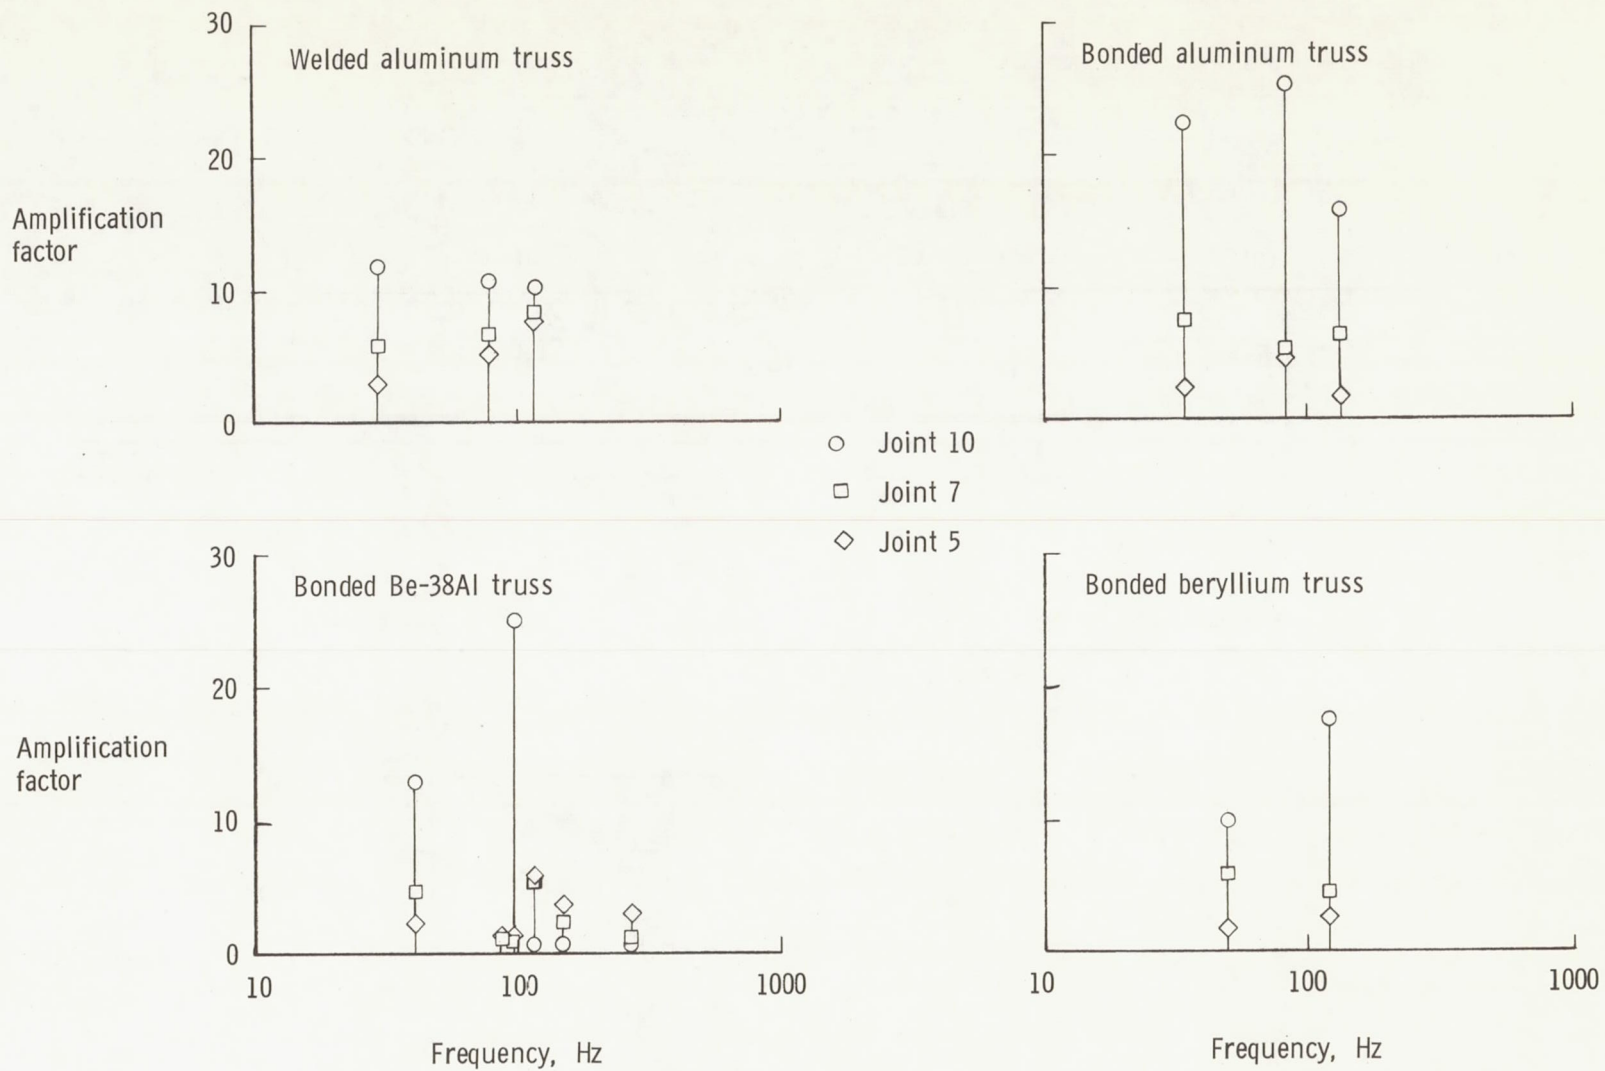 30
Welded aluminum truss
Bonded aluminum truss
20
Amplification
factor
10
0
Joint 10
Joint 7
Joint 5
30
Bonded Be-38Al truss
Bonded beryllium truss
20
Amplification
factor
10
0
10 100 1000
10 100 1000
Frequency, Hz
Frequency, Hz